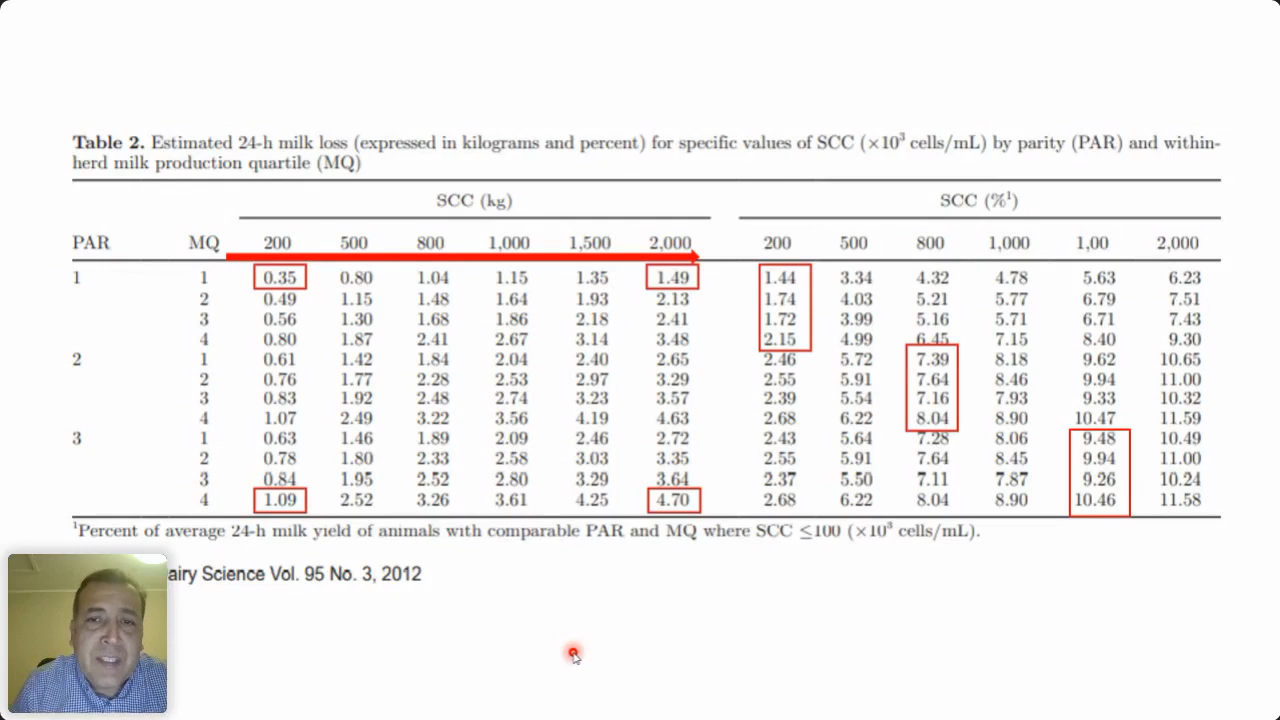 Table 2. Estimated 24-h milk loss (expressed in kilograms and percent) for specific values of SCC (×10³ cells/mL) by parity (PAR) and within-
herd milk production quartile (MQ)
SCC (kg) SCC (%¹)
PAR MQ 200 500 800 1,000 1,500 2,000 200 500 800 1,000 1,00 2,000
1 1 0.35 0.80 1.04 1.15 1.35 1.49 1.44 3.34 4.32 4.78 5.63 6.23
2 0.49 1.15 1.48 1.64 1.93 2.13 1.74 4.03 5.21 5.77 6.79 7.51
3 0.56 1.30 1.68 1.86 2.18 2.41 1.72 3.99 5.16 5.71 6.71 7.43
4 0.80 1.87 2.41 2.67 3.14 3.48 2.15 4.99 6.45 7.15 8.40 9.30
2 1 0.61 1.42 1.84 2.04 2.40 2.65 2.46 5.72 7.39 8.18 9.62 10.65
2 0.76 1.77 2.28 2.53 2.97 3.29 2.55 5.91 7.64 8.46 9.94 11.00
3 0.83 1.92 2.48 2.74 3.23 3.57 2.39 5.54 7.16 7.93 9.33 10.32
4 1.07 2.49 3.22 3.56 4.19 4.63 2.68 6.22 8.04 8.90 10.47 11.59
3 1 0.63 1.46 1.89 2.09 2.46 2.72 2.43 5.64 7.28 8.06 9.48 10.49
2 0.78 1.80 2.33 2.58 3.03 3.35 2.55 5.91 7.64 8.45 9.94 11.00
3 0.84 1.95 2.52 2.80 3.29 3.64 2.37 5.50 7.11 7.87 9.26 10.24
4 1.09 2.52 3.26 3.61 4.25 4.70 2.68 6.22 8.04 8.90 10.46 11.58
¹Percent of average 24-h milk yield of animals with comparable PAR and MQ where SCC ≤100 (×10³ cells/mL).
airy Science Vol. 95 No. 3, 2012